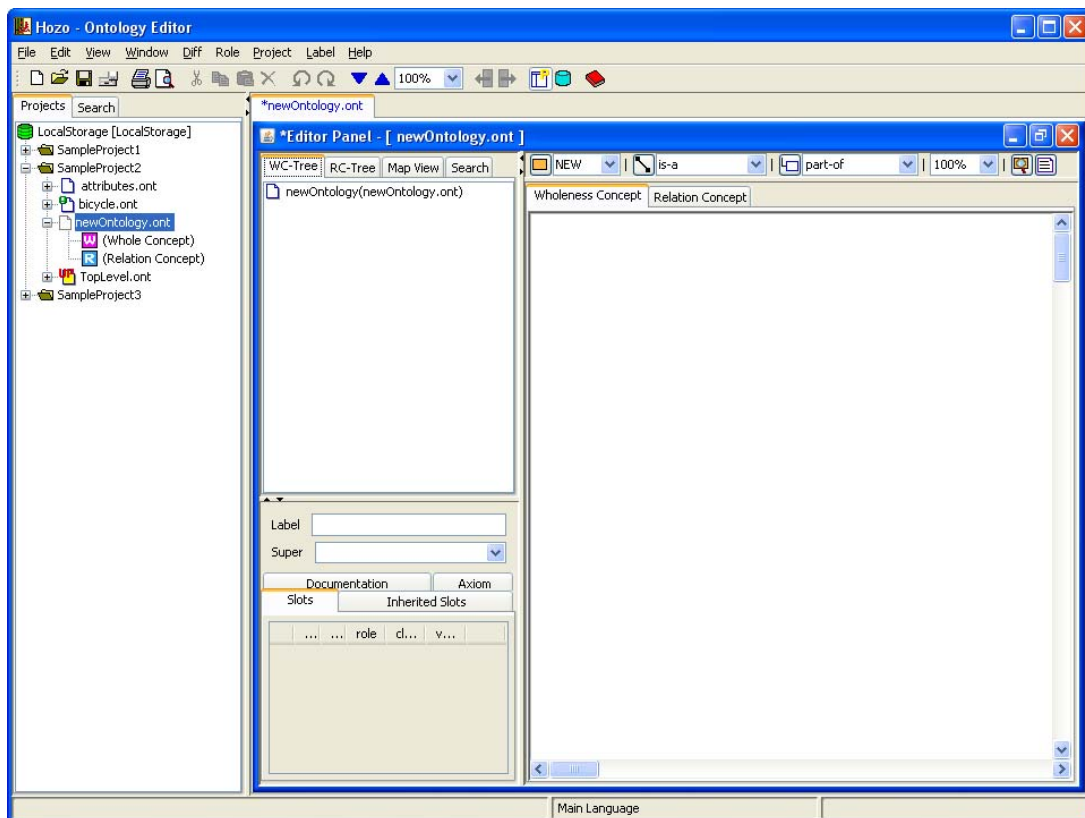 Hozo - Ontology Editor
File Edit View Window Diff Role Project Label Help
100%
Projects Search
*newOntology.ont
LocalStorage [LocalStorage]
SampleProject1
SampleProject2
attributes.ont
bicycle.ont
newOntology.ont
W (Whole Concept)
R (Relation Concept)
TopLevel.ont
SampleProject3
*Editor Panel - [ newOntology.ont ]
WC-Tree RC-Tree Map View Search
newOntology(newOntology.ont)
Label
Super
Documentation Axiom
Slots Inherited Slots
... ... role cl... v...
NEW is-a part-of 100%
Wholeness Concept Relation Concept
Main Language